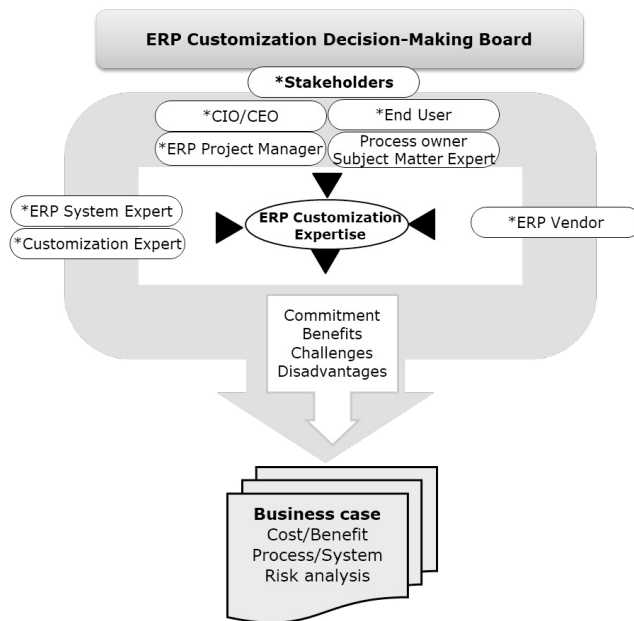 ERP Customization Decision-Making Board
*Stakeholders
*CIO/CEO
*End User
*ERP Project Manager
Process owner
Subject Matter Expert
*ERP System Expert
*Customization Expert
ERP Customization
Expertise
*ERP Vendor
Commitment
Benefits
Challenges
Disadvantages
Business case
Cost/Benefit
Process/System
Risk analysis